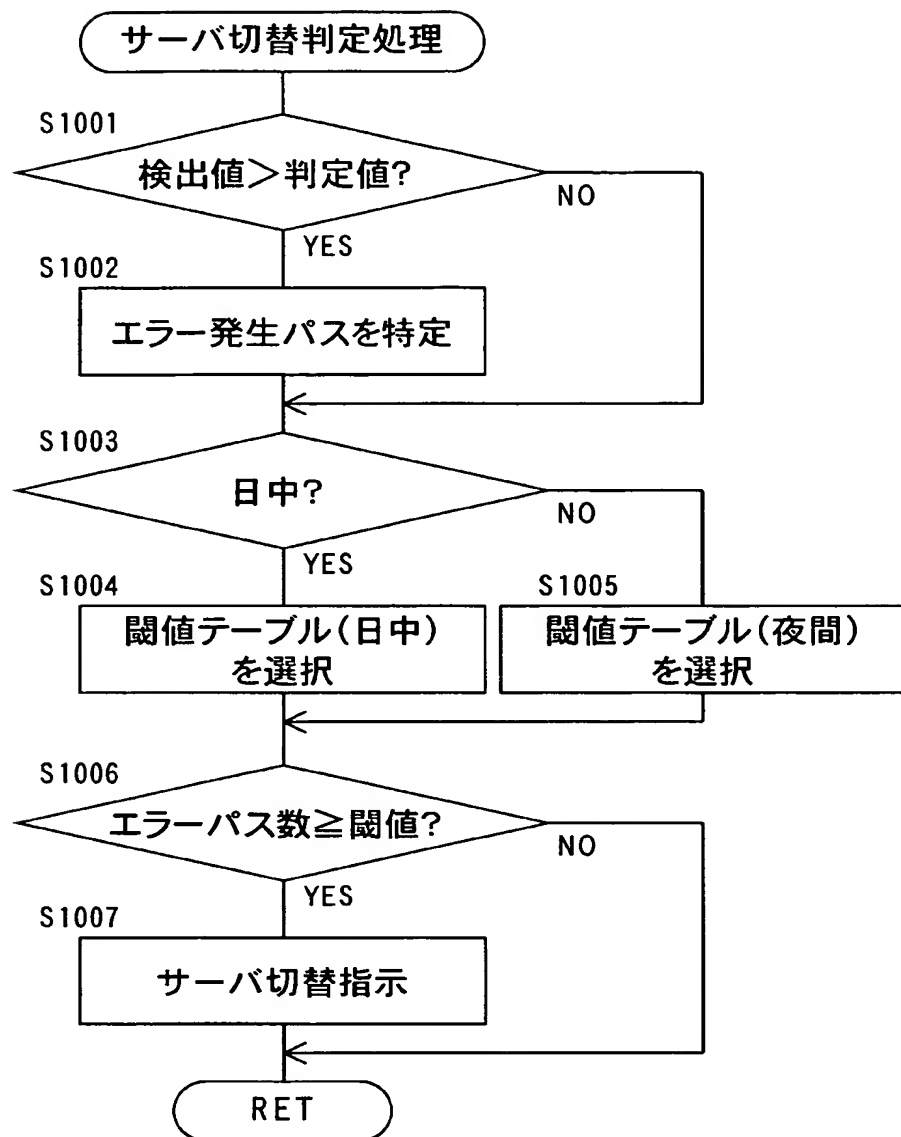 サーバ切替判定処理
S1001
検出値＞判定値？
NO
YES
S1002
エラー発生パスを特定
S1003
日中？
NO
YES
S1004
閾値テーブル（日中）
を選択
S1005
閾値テーブル（夜間）
を選択
S1006
エラーパス数≧閾値？
NO
YES
S1007
サーバ切替指示
RET